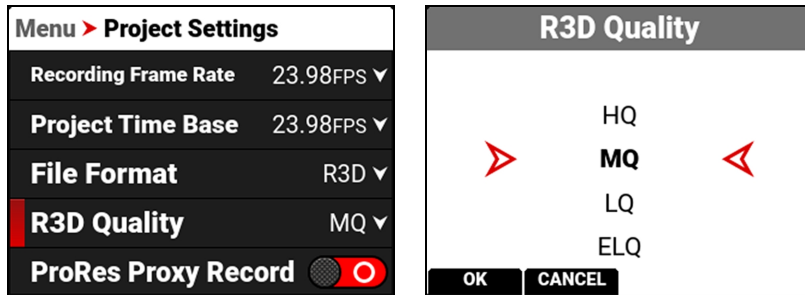 Menu > Project Settings
Recording Frame Rate 23.98FPS
Project Time Base 23.98FPS
File Format R3D
R3D Quality MQ
ProRes Proxy Record
R3D Quality
HQ
MQ
LQ
ELQ
OK CANCEL